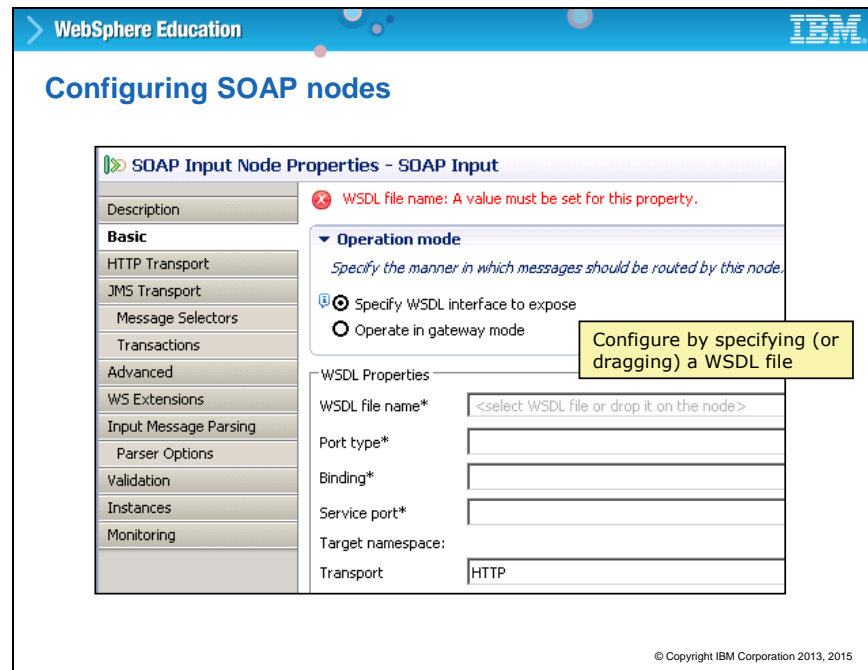 WebSphere Education
IBM
Configuring SOAP nodes
SOAP Input Node Properties - SOAP Input
WSDL file name: A value must be set for this property.
Description
Basic
HTTP Transport
JMS Transport
Message Selectors
Transactions
Advanced
WS Extensions
Input Message Parsing
Parser Options
Validation
Instances
Monitoring
Operation mode
Specify the manner in which messages should be routed by this node.
Specify WSDL interface to expose
Operate in gateway mode
Configure by specifying (or
dragging) a WSDL file
WSDL Properties
WSDL file name* <select WSDL file or drop it on the node>
Port type*
Binding*
Service port*
Target namespace:
Transport HTTP
© Copyright IBM Corporation 2013, 2015